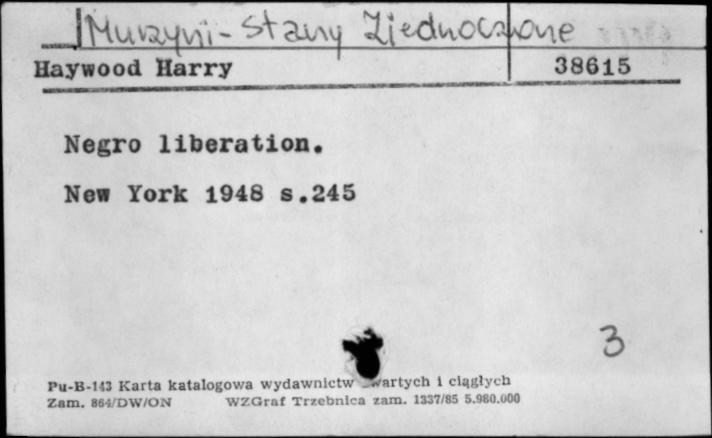 Murzyni - Stany Zjednoczone
Haywood Harry 38615
Negro liberation.
New York 1948 s.245
3
Pu-B-143 Karta katalogowa wydawnictw wartych i ciągłych
Zam. 864/DW/ON WZGraf Trzebnica zam. 1337/85 5.980.000